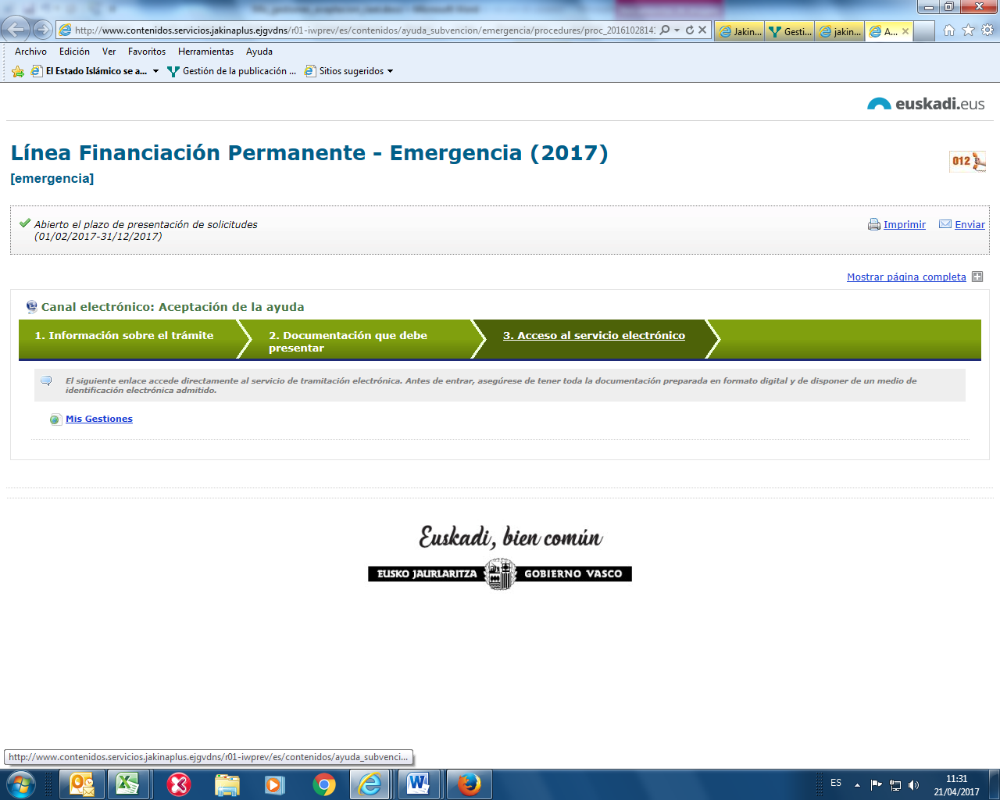 http://www.contenidos.servicios.jakinaplus.ejgvdns/r01-iwprev/es/contenidos/ayuda_subvencion/emergencia/procedures/proc_2016102814
Jakin...
Gesti...
jakin...
A...
Archivo Edición Ver Favoritos Herramientas Ayuda
El Estado Islámico se a... Gestión de la publicación ... Sitios sugeridos
euskadi.eus
Línea Financiación Permanente - Emergencia (2017)
[emergencia]
012
Abierto el plazo de presentación de solicitudes
(01/02/2017-31/12/2017)
Imprimir Enviar
Mostrar página completa
Canal electrónico: Aceptación de la ayuda
1. Información sobre el trámite
2. Documentación que debe
presentar
3. Acceso al servicio electrónico
El siguiente enlace accede directamente al servicio de tramitación electrónica. Antes de entrar, asegúrese de tener toda la documentación preparada en formato digital y de disponer de un medio de
identificación electrónica admitido.
Mis Gestiones
Euskadi, bien común
EUSKO JAURLARITZA GOBIERNO VASCO
http://www.contenidos.servicios.jakinaplus.ejgvdns/r01-iwprev/es/contenidos/ayuda_subvenci...
ES
11:31
21/04/2017